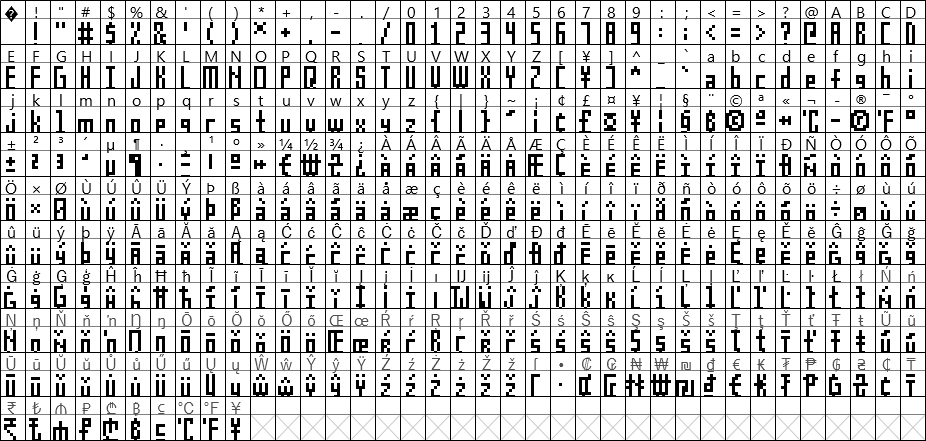 � ! " # $ % & ' ( ) * + , - . / 0 1 2 3 4 5 6 7 8 9 : ; < = > ? @ A B C D
E F G H I J K L M N O P Q R S T U V W X Y Z [ ¥ ] ^ _ ` a b c d e f g h i
j k l m n o p q r s t u v w x y z { | } ~ ¡ ¢ £ ¤ ¥ ¦ § ¨ © ª « ¬ - ® ¯ °
± ² ³ ´ µ ¶ · ¸ ¹ º » ¼ ½ ¾ ¿ À Á Â Ã Ä Å Æ Ç È É Ê Ë Ì Í Î Ï Ð Ñ Ò Ó Ô Õ
Ö × Ø Ù Ú Û Ü Ý Þ ß à á â ã ä å æ ç è é ê ë ì í î ï ð ñ ò ó ô õ ö ÷ ø ù ú
û ü ý þ ÿ Ā ā Ă ă Ą ą Ć ć Ĉ ĉ Ċ ċ Č č Ď ď Đ đ Ē ē Ĕ ĕ Ė ė Ę ę Ě ě Ĝ ĝ Ğ ğ
Ġ ġ Ģ ģ Ĥ ĥ Ħ ħ Ĩ ĩ Ī ī Ĭ ĭ Į į İ ı Ĳ ĳ Ĵ ĵ Ķ ķ ĸ Ĺ ĺ Ļ ļ Ľ ľ Ŀ ŀ Ł ł Ń ń
Ņ ņ Ň ň ŉ Ŋ ŋ Ō ō Ŏ ŏ Ő ő Œ œ Ŕ ŕ Ŗ ŗ Ř ř Ś ś Ŝ ŝ Ş ş Š š Ţ ţ Ť ť Ŧ ŧ Ũ ũ
Ū ū Ŭ ŭ Ů ů Ű ű Ų ų Ŵ ŵ Ŷ ŷ Ÿ Ź ź Ż ż Ž ž ſ • ₡ ₲ ₦ ₩ ₪ ₫ € ₭ ₮ ₱ ₲ ₴ ₵ ₸
₹ ₺ ₼ ₽ ₾ ₿ ℃ ℉ ¥